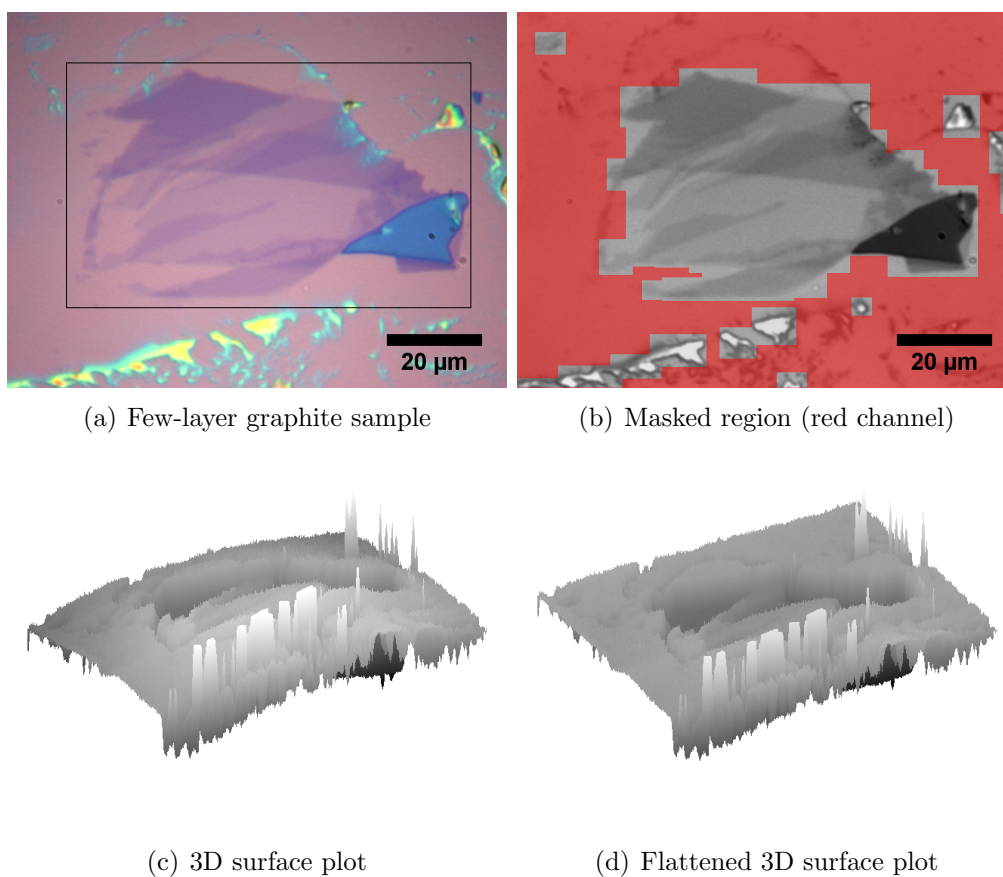 20 μm
20 μm
(a) Few-layer graphite sample
(b) Masked region (red channel)
(c) 3D surface plot
(d) Flattened 3D surface plot